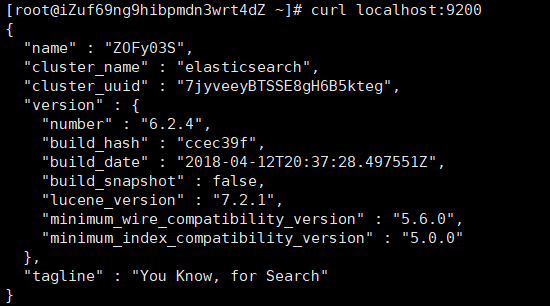 [root@iZuf69ng9hibpmdn3wrt4dZ ~]# curl localhost:9200
{
  "name" : "ZOFy03S",
  "cluster_name" : "elasticsearch",
  "cluster_uuid" : "7jyveeyBTSSE8gH6B5kteg",
  "version" : {
    "number" : "6.2.4",
    "build_hash" : "ccec39f",
    "build_date" : "2018-04-12T20:37:28.497551Z",
    "build_snapshot" : false,
    "lucene_version" : "7.2.1",
    "minimum_wire_compatibility_version" : "5.6.0",
    "minimum_index_compatibility_version" : "5.0.0"
  },
  "tagline" : "You Know, for Search"
}